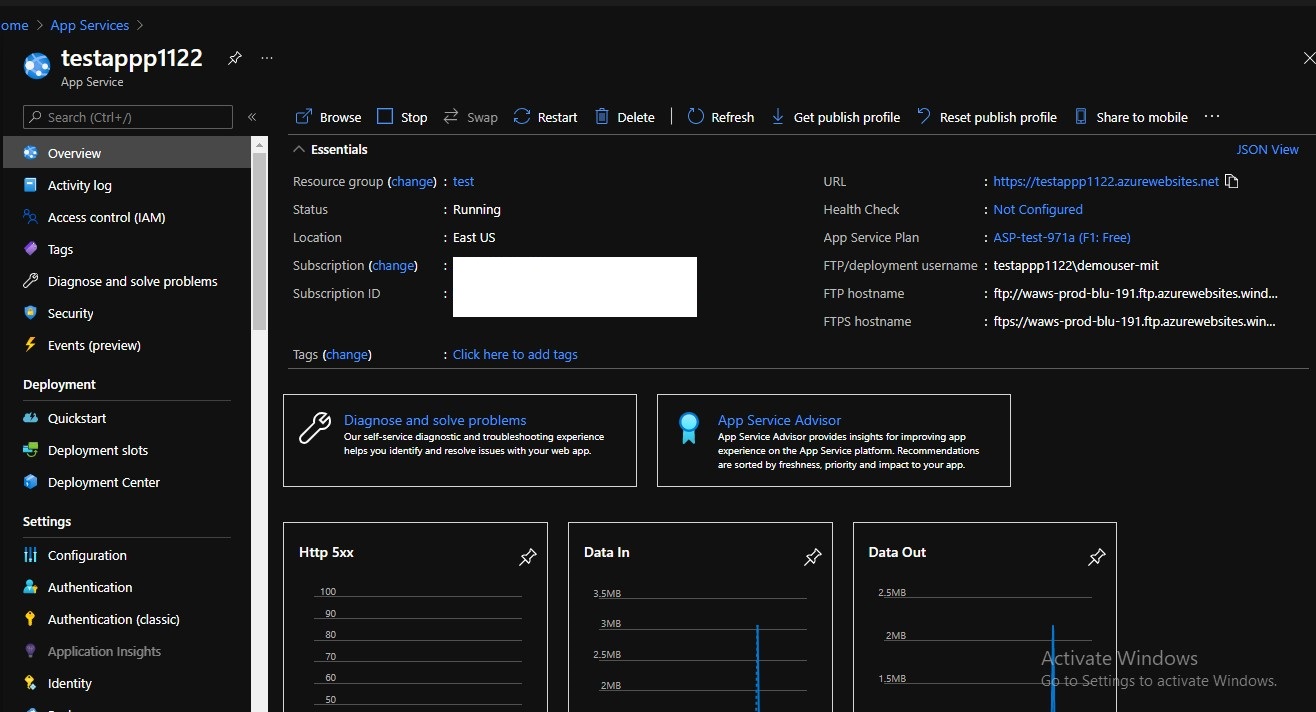 ome > App Services >
testappp1122 ...
App Service
Search (Ctrl+/) «
Overview
Activity log
Access control (IAM)
Tags
Diagnose and solve problems
Security
Events (preview)
Deployment
Quickstart
Deployment slots
Deployment Center
Settings
Configuration
Authentication
Authentication (classic)
Application Insights
Identity
Browse Stop Swap Restart Delete | Refresh Get publish profile Reset publish profile Share to mobile ...
Essentials JSON View
Resource group (change) : test
Status : Running
Location : East US
Subscription (change) :
Subscription ID :
Tags (change) : Click here to add tags
URL : https://testappp1122.azurewebsites.net
Health Check : Not Configured
App Service Plan : ASP-test-971a (F1: Free)
FTP/deployment username : testappp1122\demouser-mit
FTP hostname : ftp://waws-prod-blu-191.ftp.azurewebsites.wind...
FTPS hostname : ftps://waws-prod-blu-191.ftp.azurewebsites.win...
Diagnose and solve problems
Our self-service diagnostic and troubleshooting experience
helps you identify and resolve issues with your web app.
App Service Advisor
App Service Advisor provides insights for improving app
experience on the App Service platform. Recommendations
are sorted by freshness, priority and impact to your app.
Http 5xx
100
90
80
70
60
50
Data In
3.5MB
3MB
2.5MB
2MB
Data Out
2.5MB
2MB
1.5MB
Activate Windows
Go to Settings to activate Windows.